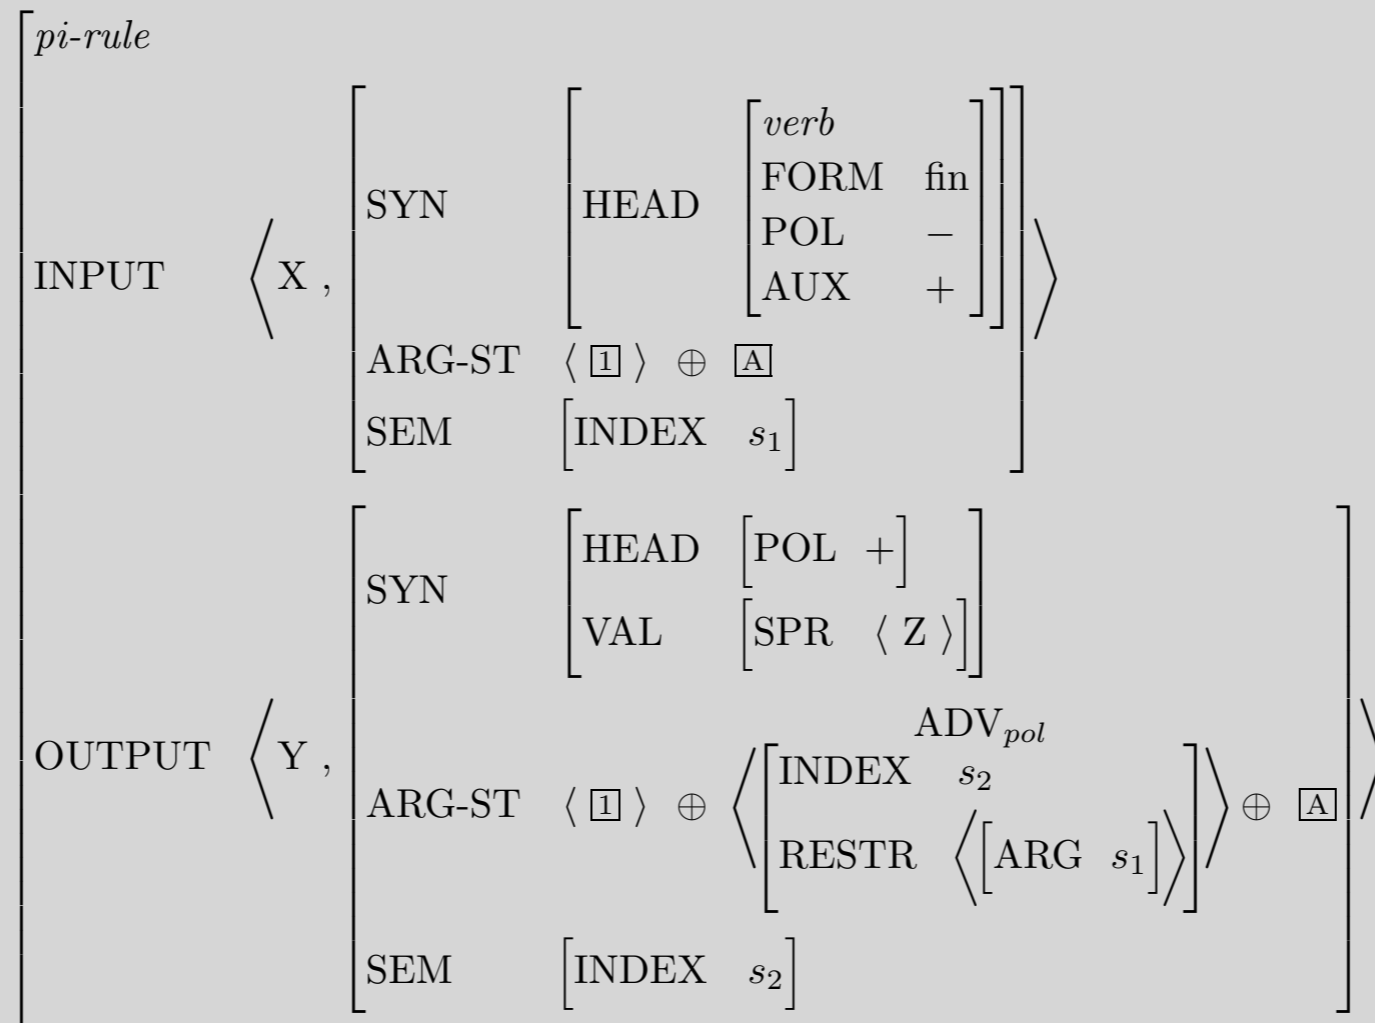 pi-rule
verb
FORM fin
SYN HEAD POL −
AUX +
INPUT ⟨ X ,
ARG-ST ⟨ 1 ⟩ ⊕ A
SEM [INDEX s1]
HEAD [POL +]
SYN
VAL [SPR ⟨ Z ⟩]
ADVpol
INDEX s2
OUTPUT ⟨ Y ,
ARG-ST ⟨ 1 ⟩ ⊕ ⊕ A
RESTR ⟨[ARG s1]⟩
SEM [INDEX s2]